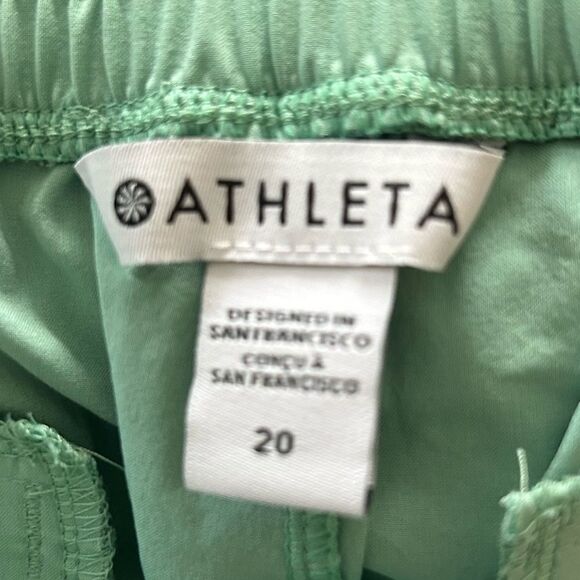 ATHLETA
DESIGNED IN
SAN FRANCISCO
CONÇU À
SAN FRANCISCO
20